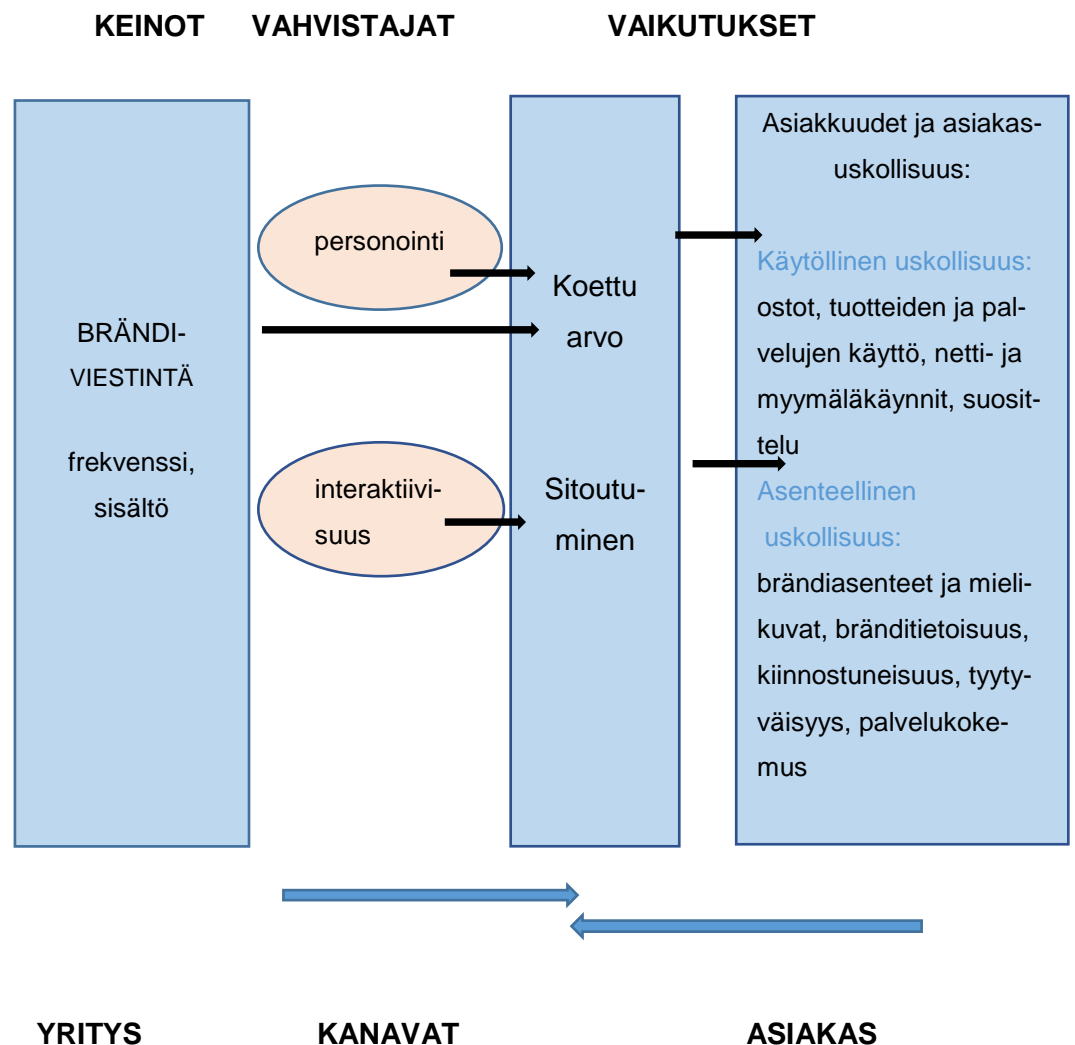 KEINOT VAHVISTAJAT VAIKUTUKSET
BRÄNDI-
VIESTINTÄ
frekvenssi,
sisältö
personointi
interaktiivi-
suus
Koettu
arvo
Sitoutu-
minen
Asiakkuudet ja asiakas-
uskollisuus:
Käytöllinen uskollisuus:
ostot, tuotteiden ja pal-
velujen käyttö, netti- ja
myymäläkäynnit, suosit-
telu
Asenteellinen
uskollisuus:
brändiasenteet ja mieli-
kuvat, bränditietoisuus,
kiinnostuneisuus, tyyty-
väisyys, palvelukoke-
mus
YRITYS KANAVAT ASIAKAS